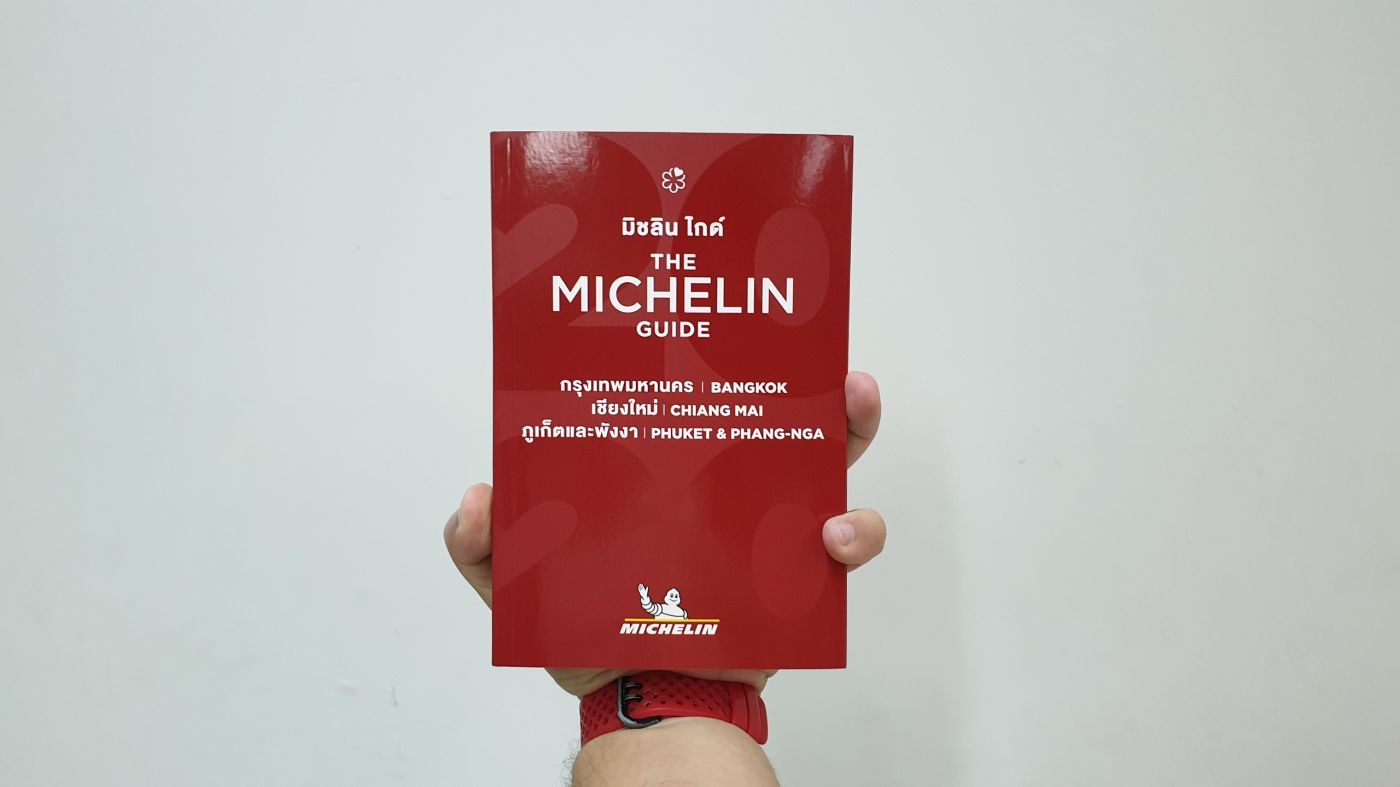 มิชลิน ไกด์
THE
MICHELIN
GUIDE
กรุงเทพมหานคร | BANGKOK
เชียงใหม่ | CHIANG MAI
ภูเก็ตและพังงา | PHUKET & PHANG-NGA
MICHELIN